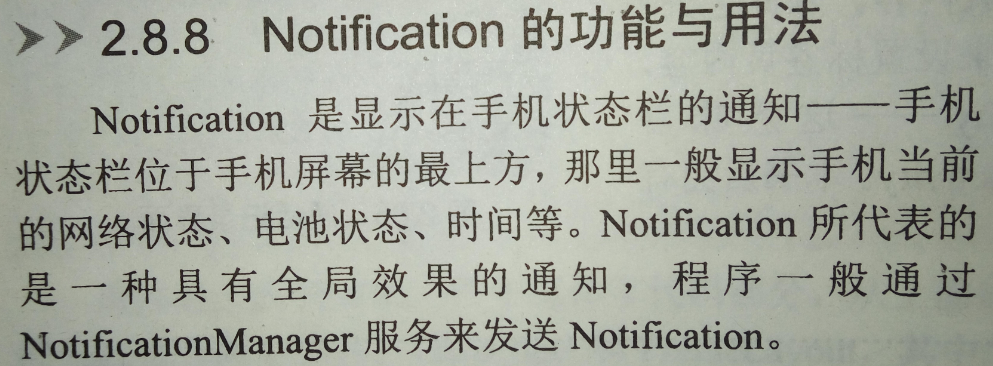 2.8.8 Notification 的功能与用法
Notification 是显示在手机状态栏的通知——手机
状态栏位于手机屏幕的最上方，那里一般显示手机当前
的网络状态、电池状态、时间等。Notification 所代表的
是一种具有全局效果的通知，程序一般通过
NotificationManager 服务来发送 Notification。